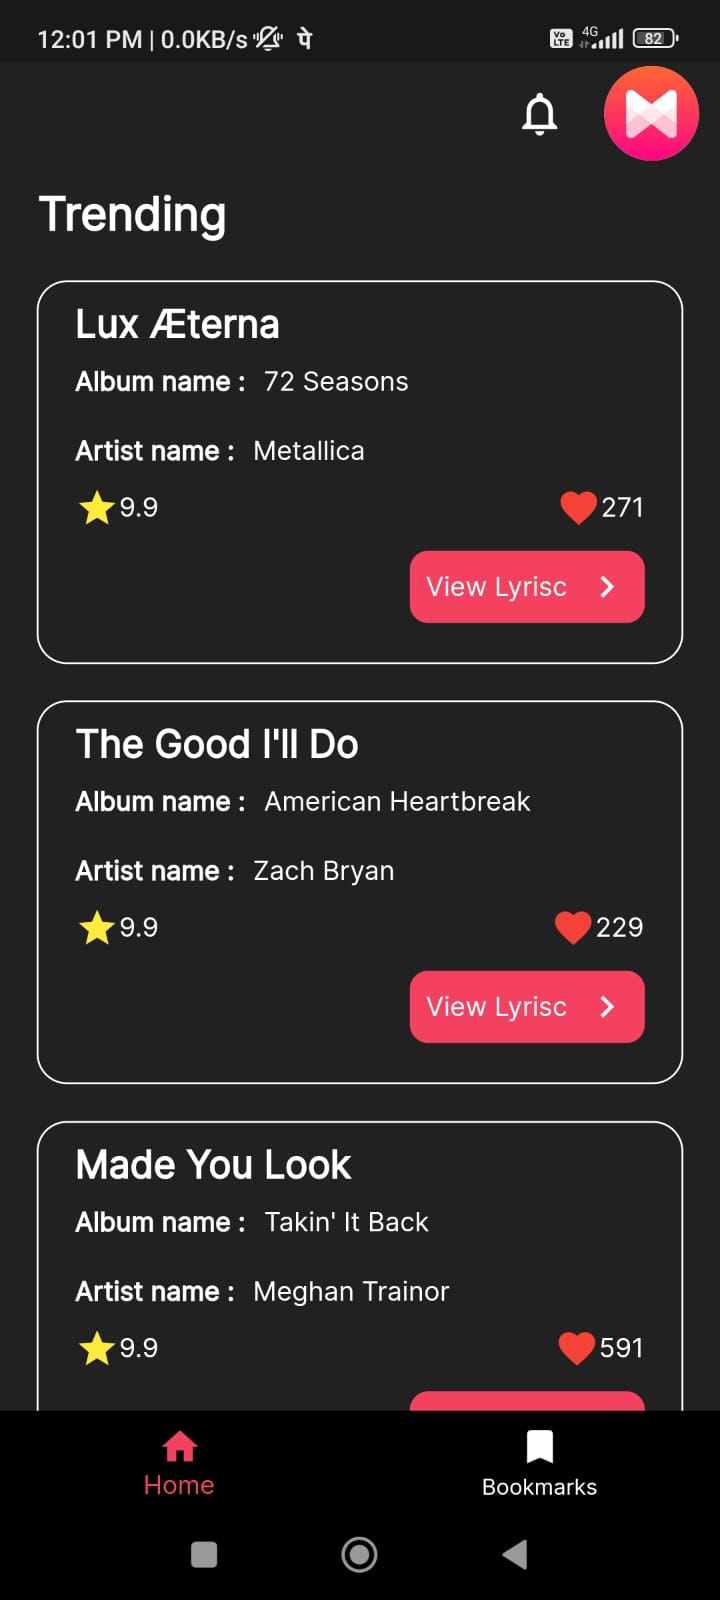 12:01 PM | 0.0KB/s पे Vo LTE 4G 82
Trending
Lux Æterna
Album name : 72 Seasons
Artist name : Metallica
9.9 271
View Lyrisc
The Good I'll Do
Album name : American Heartbreak
Artist name : Zach Bryan
9.9 229
View Lyrisc
Made You Look
Album name : Takin' It Back
Artist name : Meghan Trainor
9.9 591
Home Bookmarks